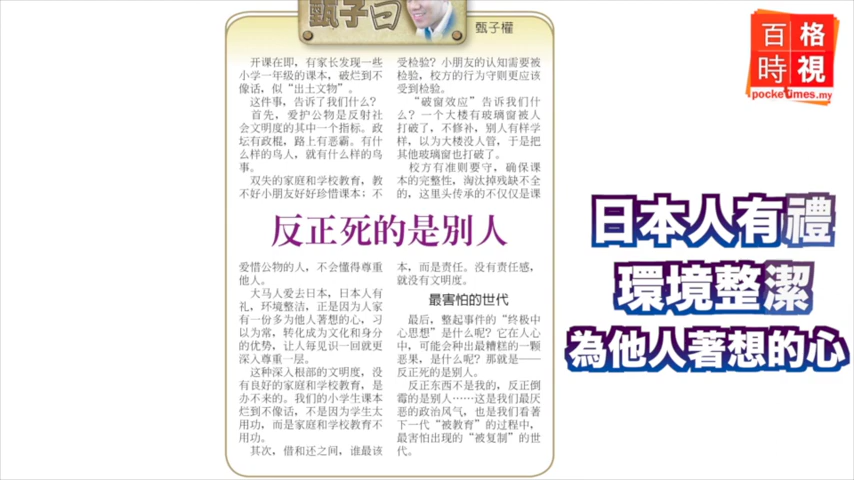 甄子曰
甄子權
开课在即，有家长发现一些
小学一年级的课本，破烂到不
像话，似“出土文物”。
这件事，告诉了我们什么？
首先，爱护公物是反射社
会文明度的其中一个指标。政
坛有政棍，路上有恶霸。有什
么样的鸟人，就有什么样的鸟
事。
双失的家庭和学校教育，教
不好小朋友好好珍惜课本：不
受检验？小朋友的认知需要被
检验，校方的行为守则更应该
受到检验。
“破窗效应”告诉我们什
么？一个大楼有玻璃窗被人
打破了，不修补，别人有样学
样，以为大楼没人管，于是把
其他玻璃窗也打破了。
校方有准则要守，确保课
本的完整性，淘汰掉残缺不全
的，这里头传承的不仅仅是课
反正死的是别人
爱惜公物的人，不会懂得尊重
他人。
大马人爱去日本，日本人有
礼，环境整洁，正是因为人家
有一份多为他人著想的心，习
以为常，转化成为文化和身分
的优势，让人每见识一回就更
深入尊重一层。
这种深入根部的文明度，没
有良好的家庭和学校教育，是
办不来的。我们的小学生课本
烂到不像话，不是因为学生太
用功，而是家庭和学校教育不
用功。
其次，借和还之间，谁最该
本，而是责任。没有责任感，
就没有文明度。
最害怕的世代
最后，整起事件的“终极中
心思想”是什么呢？它在人心
中，可能会种出最糟糕的一颗
恶果，是什么呢？那就是——
反正死的是别人。
反正东西不是我的，反正倒
霉的是别人……这是我们最厌
恶的政治风气，也是我们看著
下一代“被教育”的过程中，
最害怕出现的“被复制”的世
代。
百格
時視
pocketimes.my
日本人有禮
環境整潔
為他人著想的心